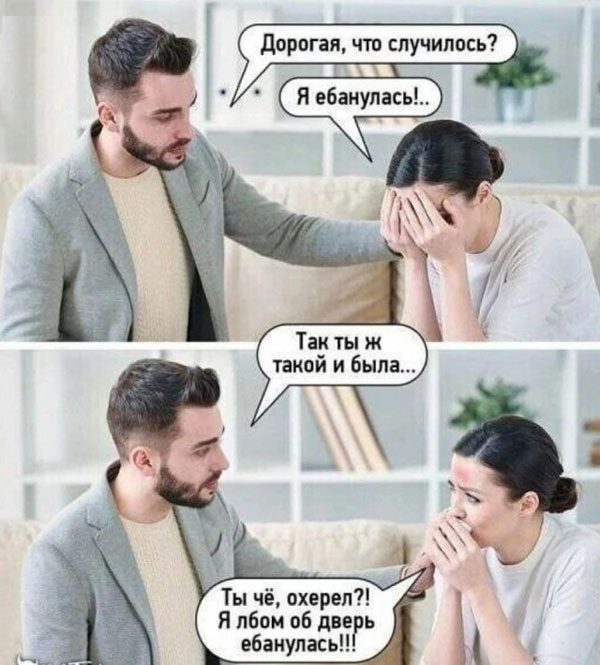 Дорогая, что случилось?
Я ебанулась!..
Так ты ж
такой и была...
Ты чё, охерел?!
Я лбом об дверь
ебанулась!!!